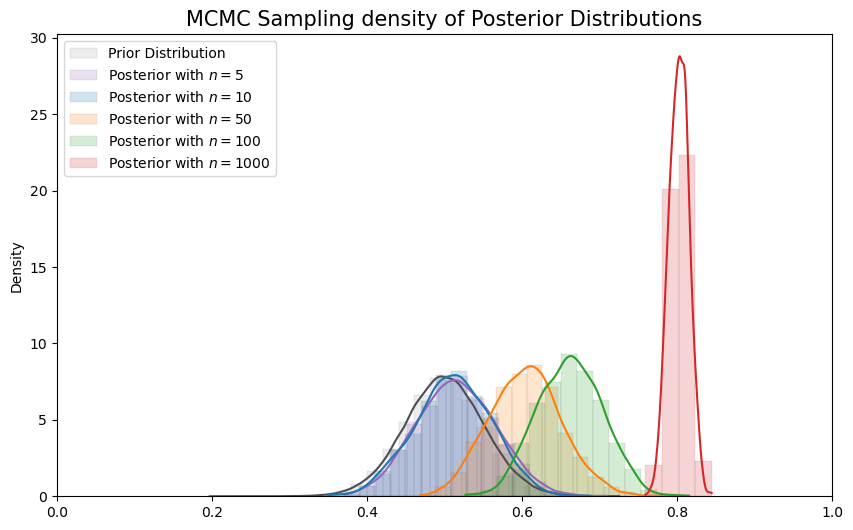 MCMC Sampling density of Posterior Distributions
30
25
20
15
10
5
0
Density
Prior Distribution
Posterior with n = 5
Posterior with n = 10
Posterior with n = 50
Posterior with n = 100
Posterior with n = 1000
0.0 0.2 0.4 0.6 0.8 1.0